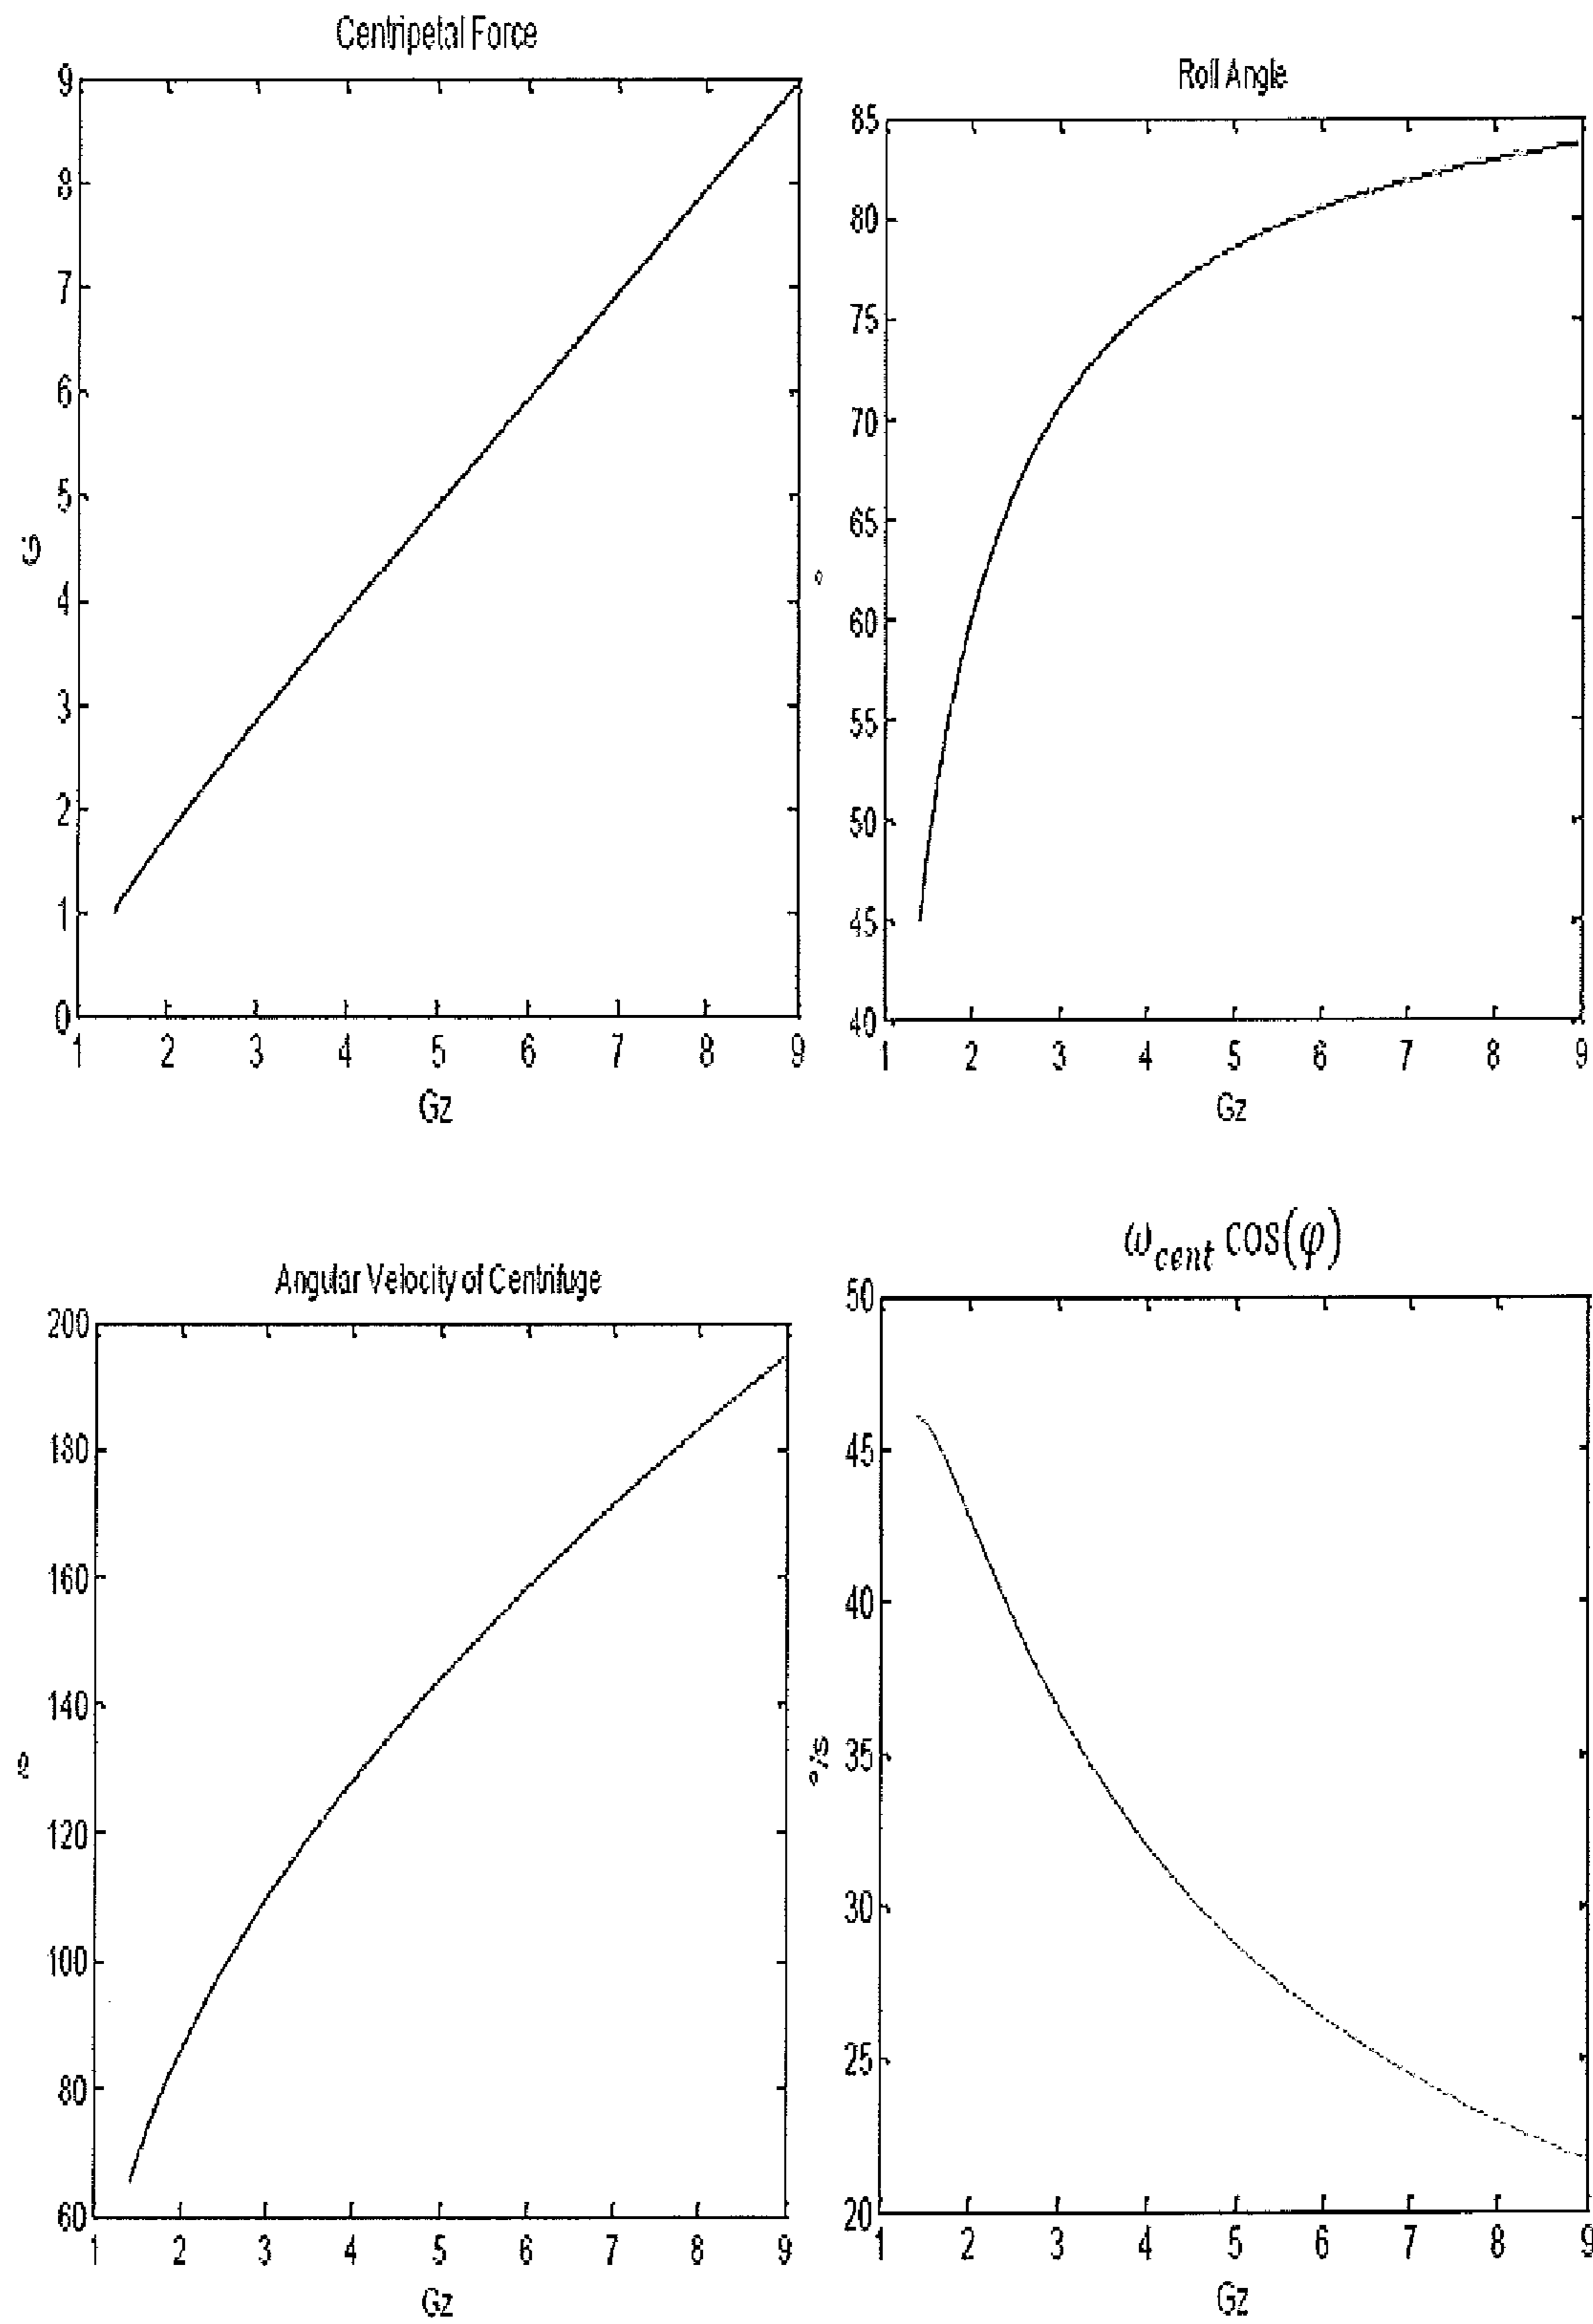 Centripetal Force
9
8
7
6
5
4
3
2
1
0
G
1 2 3 4 5 6 7 8 9
Gz
Roll Angle
85
80
75
70
65
60
55
50
45
40
°
1 2 3 4 5 6 7 8 9
Gz
Angular Velocity of Centrifuge
200
180
160
140
120
100
80
60
1 2 3 4 5 6 7 8 9
Gz
ω_cent cos(φ)
50
45
40
35
30
25
20
°/s
1 2 3 4 5 6 7 8 9
Gz